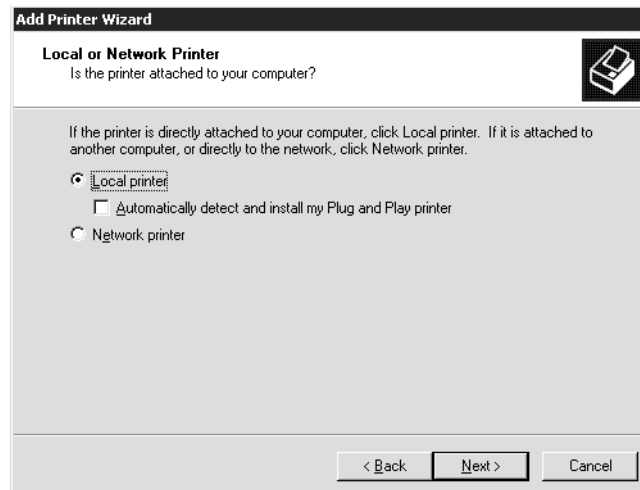 Add Printer Wizard
Local or Network Printer
Is the printer attached to your computer?
If the printer is directly attached to your computer, click Local printer. If it is attached to
another computer, or directly to the network, click Network printer.
Local printer
Automatically detect and install my Plug and Play printer
Network printer
< Back
Next >
Cancel